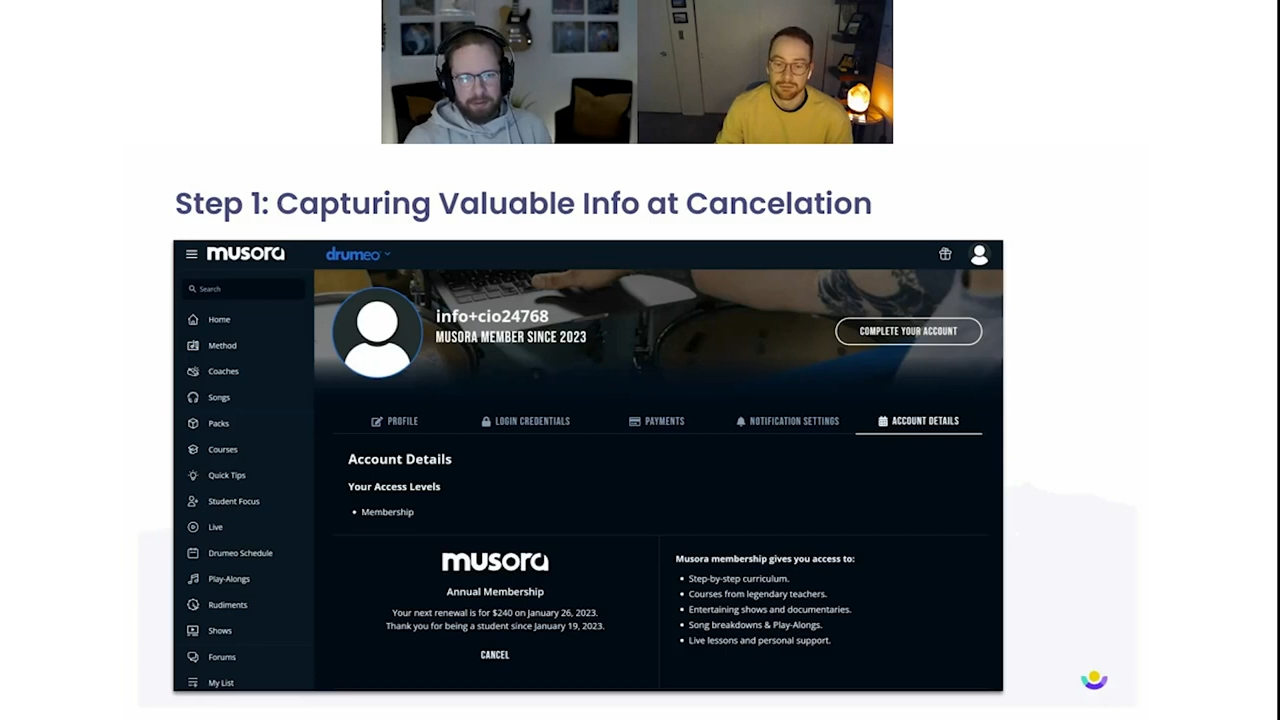 Step 1: Capturing Valuable Info at Cancelation
musora
drumeo
Search
Home
Method
Coaches
Songs
Packs
Courses
Quick Tips
Student Focus
Live
Drumeo Schedule
Play-Alongs
Rudiments
Shows
Forums
My List
info+cio24768
MUSORA MEMBER SINCE 2023
COMPLETE YOUR ACCOUNT
PROFILE
LOGIN CREDENTIALS
PAYMENTS
NOTIFICATION SETTINGS
ACCOUNT DETAILS
Account Details
Your Access Levels
• Membership
musora
Annual Membership
Your next renewal is for $240 on January 26, 2023.
Thank you for being a student since January 19, 2023.
CANCEL
Musora membership gives you access to:
• Step-by-step curriculum.
• Courses from legendary teachers.
• Entertaining shows and documentaries.
• Song breakdowns & Play-Alongs.
• Live lessons and personal support.